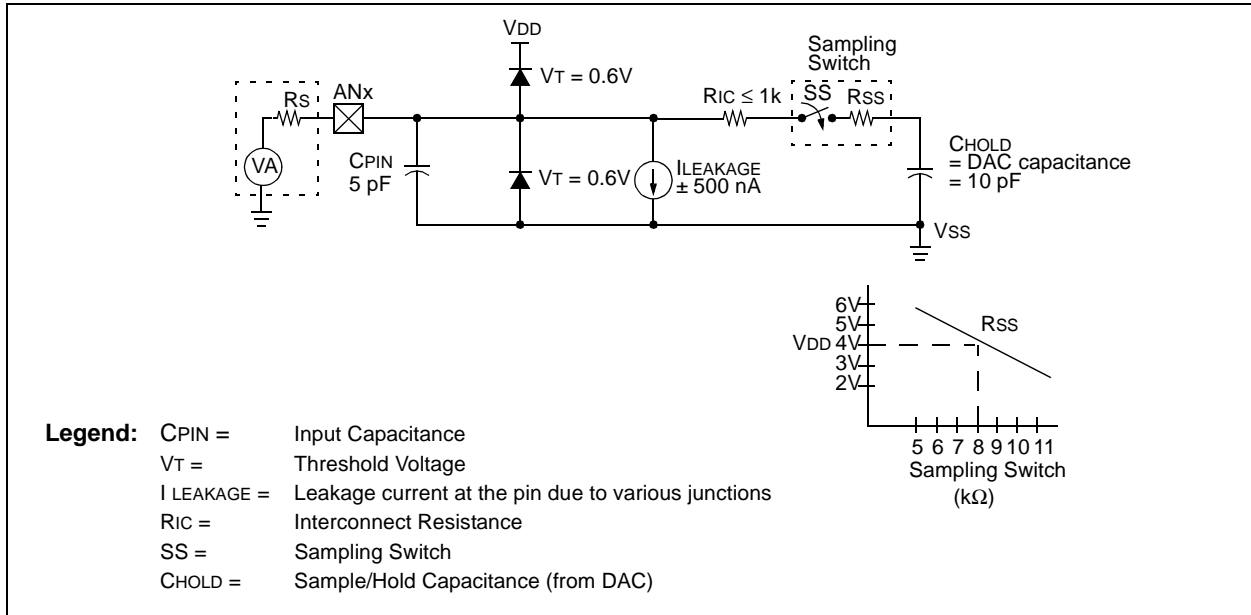 VDD
Sampling
Switch
VT = 0.6V
RS
ANx
RIC ≤ 1k
SS
RSS
VA
CPIN
5 pF
VT = 0.6V
ILEAKAGE
± 500 nA
CHOLD
= DAC capacitance
= 10 pF
VSS
6V
5V
VDD 4V
3V
2V
RSS
5 6 7 8 9 10 11
Sampling Switch
(kΩ)
Legend: CPIN = Input Capacitance
VT = Threshold Voltage
I LEAKAGE = Leakage current at the pin due to various junctions
RIC = Interconnect Resistance
SS = Sampling Switch
CHOLD = Sample/Hold Capacitance (from DAC)